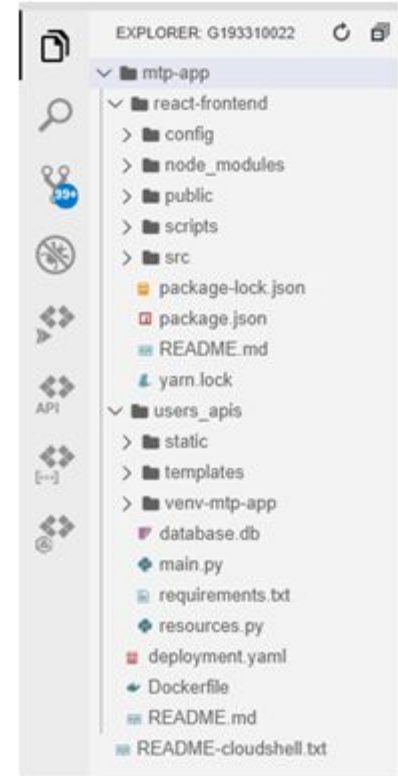 EXPLORER: G193310022
mtp-app
react-frontend
config
node_modules
public
scripts
src
package-lock.json
package.json
README.md
yarn.lock
users_apis
static
templates
venv-mtp-app
database.db
main.py
requirements.txt
resources.py
deployment.yaml
Dockerfile
README.md
README-cloudshell.txt
99+
API